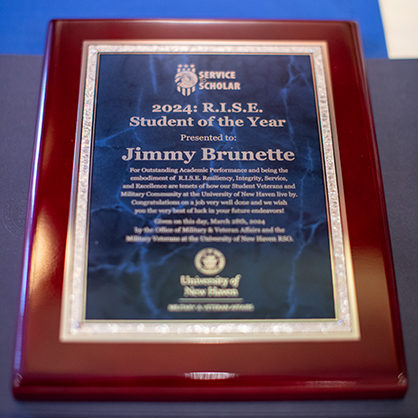 SERVICE
TO
SCHOLAR
2024: R.I.S.E.
Student of the Year
Presented to:
Jimmy Brunette
For Outstanding Academic Performance and being the
embodiment of R.I.S.E. Resiliency, Integrity, Service,
and Excellence are tenets of how our Student Veterans and
Military Community at the University of New Haven live by.
Congratulations on a job very well done and we wish
you the very best of luck in your future endeavors!
Given on this day, March 28th, 2024
by the Office of Military & Veteran Affairs and the
Military Veterans at the University of New Haven RSO.
University of
New Haven
MILITARY & VETERAN AFFAIRS